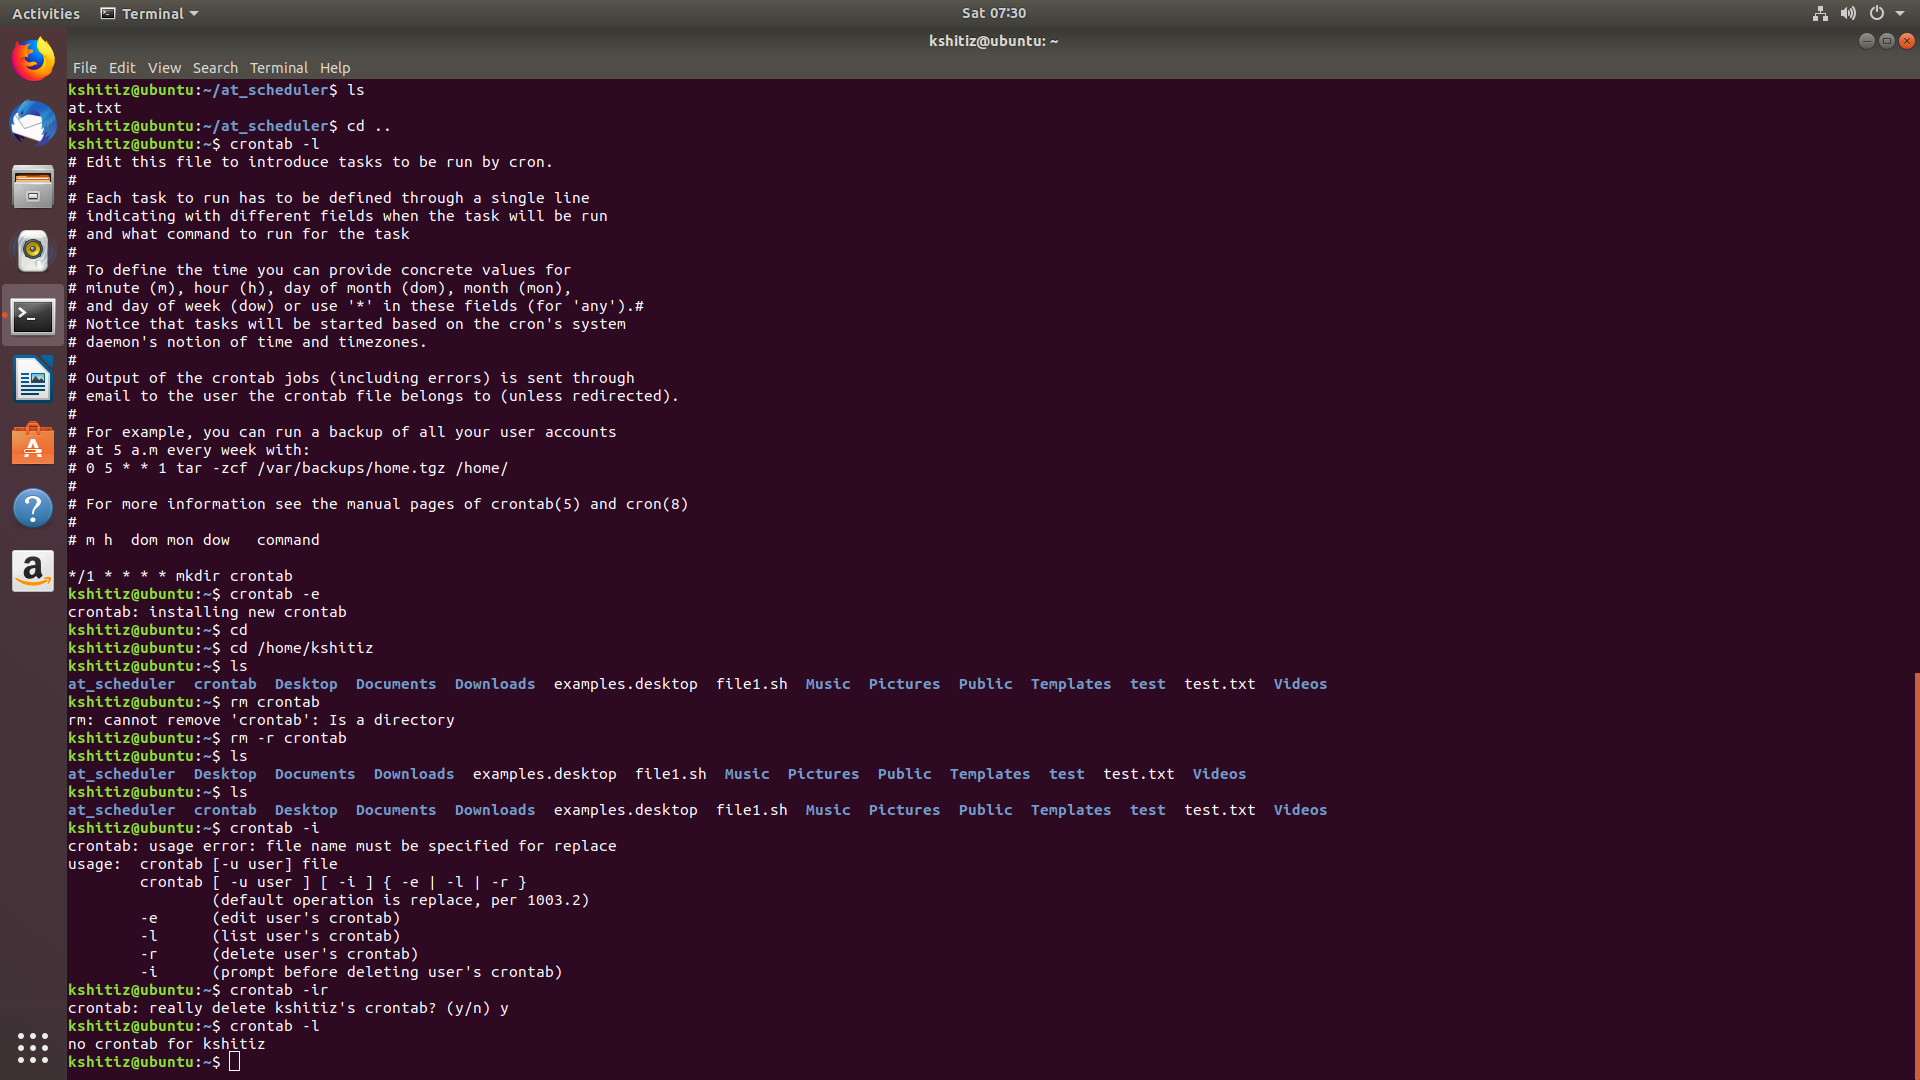 Activities Terminal Sat 07:30
kshitiz@ubuntu: ~
File Edit View Search Terminal Help
kshitiz@ubuntu:~/at_scheduler$ ls
at.txt
kshitiz@ubuntu:~/at_scheduler$ cd ..
kshitiz@ubuntu:~$ crontab -l
# Edit this file to introduce tasks to be run by cron.
#
# Each task to run has to be defined through a single line
# indicating with different fields when the task will be run
# and what command to run for the task
#
# To define the time you can provide concrete values for
# minute (m), hour (h), day of month (dom), month (mon),
# and day of week (dow) or use '*' in these fields (for 'any').#
# Notice that tasks will be started based on the cron's system
# daemon's notion of time and timezones.
#
# Output of the crontab jobs (including errors) is sent through
# email to the user the crontab file belongs to (unless redirected).
#
# For example, you can run a backup of all your user accounts
# at 5 a.m every week with:
# 0 5 * * 1 tar -zcf /var/backups/home.tgz /home/
#
# For more information see the manual pages of crontab(5) and cron(8)
#
# m h  dom mon dow   command

*/1 * * * * mkdir crontab
kshitiz@ubuntu:~$ crontab -e
crontab: installing new crontab
kshitiz@ubuntu:~$ cd
kshitiz@ubuntu:~$ cd /home/kshitiz
kshitiz@ubuntu:~$ ls
at_scheduler  crontab  Desktop  Documents  Downloads  examples.desktop  file1.sh  Music  Pictures  Public  Templates  test  test.txt  Videos
kshitiz@ubuntu:~$ rm crontab
rm: cannot remove 'crontab': Is a directory
kshitiz@ubuntu:~$ rm -r crontab
kshitiz@ubuntu:~$ ls
at_scheduler  Desktop  Documents  Downloads  examples.desktop  file1.sh  Music  Pictures  Public  Templates  test  test.txt  Videos
kshitiz@ubuntu:~$ ls
at_scheduler  crontab  Desktop  Documents  Downloads  examples.desktop  file1.sh  Music  Pictures  Public  Templates  test  test.txt  Videos
kshitiz@ubuntu:~$ crontab -i
crontab: usage error: file name must be specified for replace
usage:  crontab [-u user] file
        crontab [ -u user ] [ -i ] { -e | -l | -r }
                (default operation is replace, per 1003.2)
        -e      (edit user's crontab)
        -l      (list user's crontab)
        -r      (delete user's crontab)
        -i      (prompt before deleting user's crontab)
kshitiz@ubuntu:~$ crontab -ir
crontab: really delete kshitiz's crontab? (y/n) y
kshitiz@ubuntu:~$ crontab -l
no crontab for kshitiz
kshitiz@ubuntu:~$